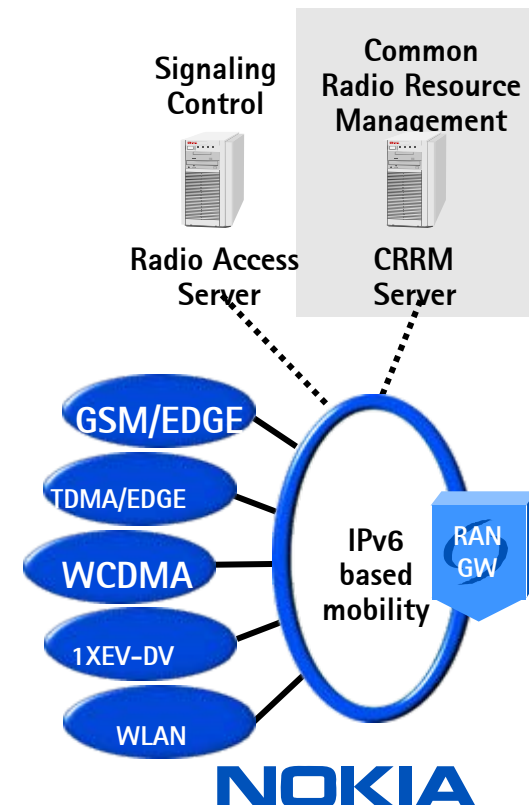 Signaling
Control
Common
Radio Resource
Management
Radio Access
Server
CRRM
Server
GSM/EDGE
TDMA/EDGE
WCDMA
1XEV-DV
WLAN
IPv6
based
mobility
RAN
GW
NOKIA